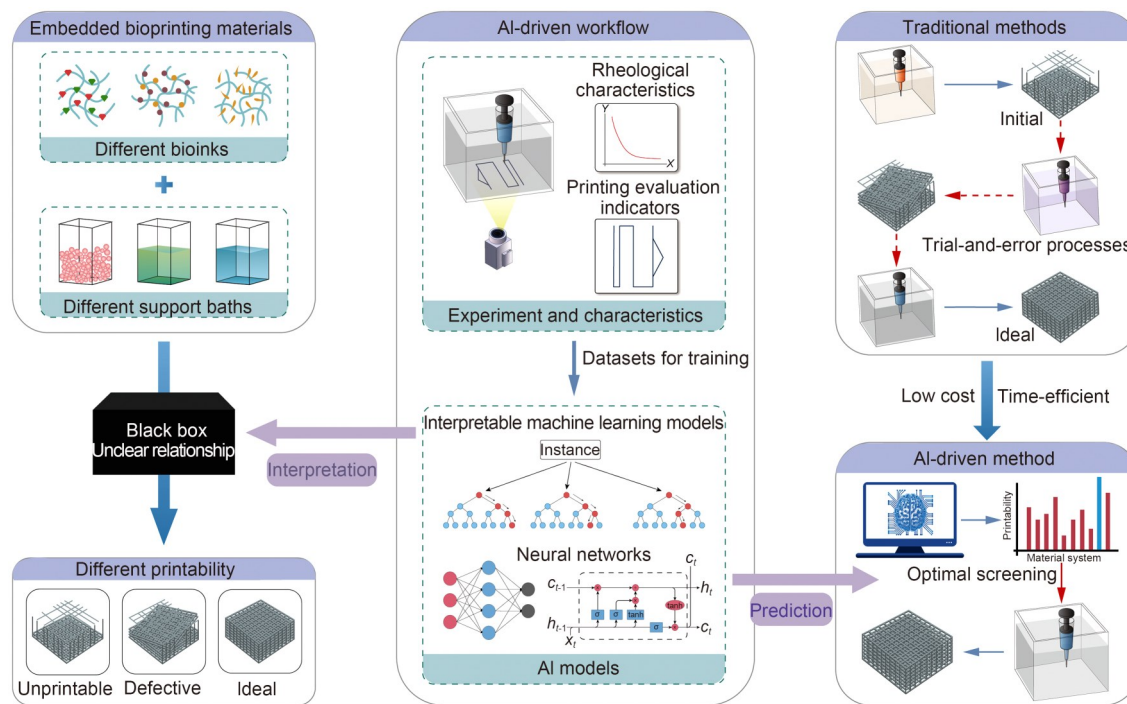 Embedded bioprinting materials
Different bioinks
+
Different support baths
Black box
Unclear relationship
Different printability
Unprintable
Defective
Ideal
AI-driven workflow
Rheological
characteristics
Y
X
Printing evaluation
indicators
Experiment and characteristics
Datasets for training
Interpretable machine learning models
Instance
Interpretation
Neural networks
c_t
c_{t-1}
h_t
tanh
σ
σ
tanh
σ
h_{t-1}
c_t
x_t
AI models
Prediction
Traditional methods
Initial
Trial-and-error processes
Ideal
Low cost
Time-efficient
AI-driven method
Printability
Material system
Optimal screening